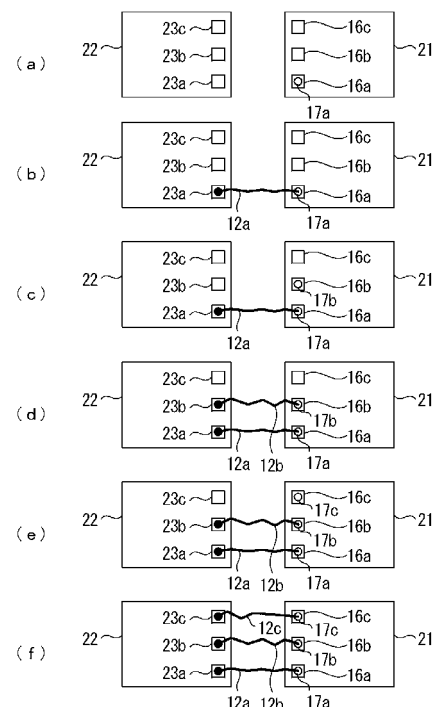 23c 16c
22 21
(a) 23b 16b
23a 16a
17a
23c 16c
22 21
(b) 23b 16b
23a 16a
12a 17a
23c 16c
22 21
(c) 23b 16b
17b
23a 16a
12a 17a
23c 16c
22 21
(d) 23b 16b
17b
23a 16a
12a 12b 17a
23c 16c
22 17c 21
(e) 23b 16b
17b
23a 16a
12a 12b 17a
23c 16c
22 12c 17c 21
(f) 23b 16b
17b
23a 16a
12a 12b 17a